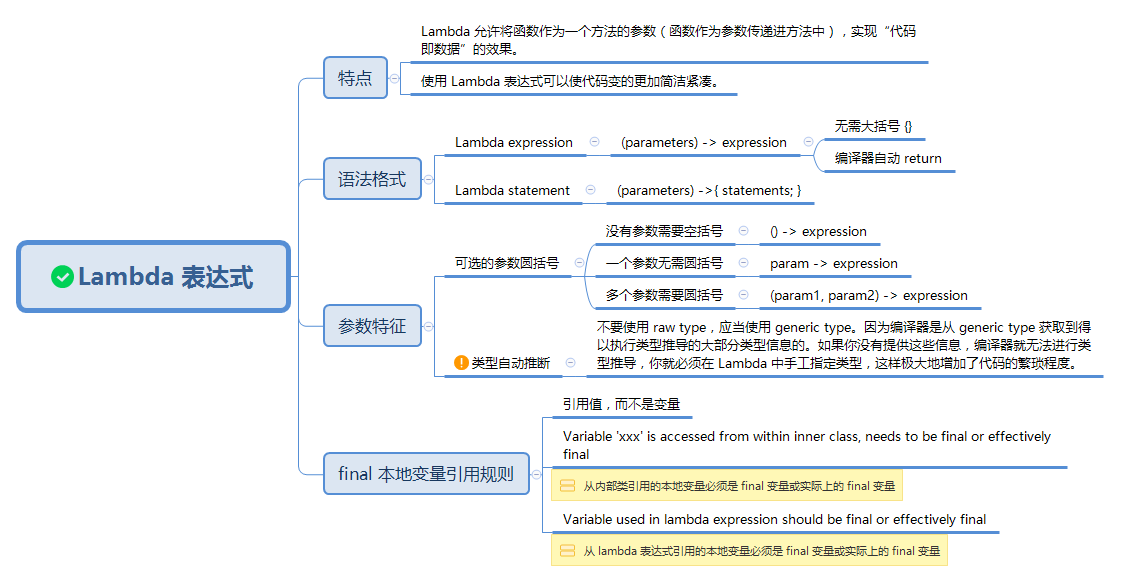 Lambda 表达式
特点
Lambda 允许将函数作为一个方法的参数（函数作为参数传递进方法中），实现“代码
即数据”的效果。
使用 Lambda 表达式可以使代码变的更加简洁紧凑。
语法格式
Lambda expression
(parameters) -> expression
无需大括号 {}
编译器自动 return
Lambda statement
(parameters) ->{ statements; }
参数特征
可选的参数圆括号
没有参数需要空括号
() -> expression
一个参数无需圆括号
param -> expression
多个参数需要圆括号
(param1, param2) -> expression
类型自动推断
不要使用 raw type，应当使用 generic type。因为编译器是从 generic type 获取到得
以执行类型推导的大部分类型信息的。如果你没有提供这些信息，编译器就无法进行类
型推导，你就必须在 Lambda 中手工指定类型，这样极大地增加了代码的繁琐程度。
final 本地变量引用规则
引用值，而不是变量
Variable 'xxx' is accessed from within inner class, needs to be final or effectively
final
从内部类引用的本地变量必须是 final 变量或实际上的 final 变量
Variable used in lambda expression should be final or effectively final
从 lambda 表达式引用的本地变量必须是 final 变量或实际上的 final 变量